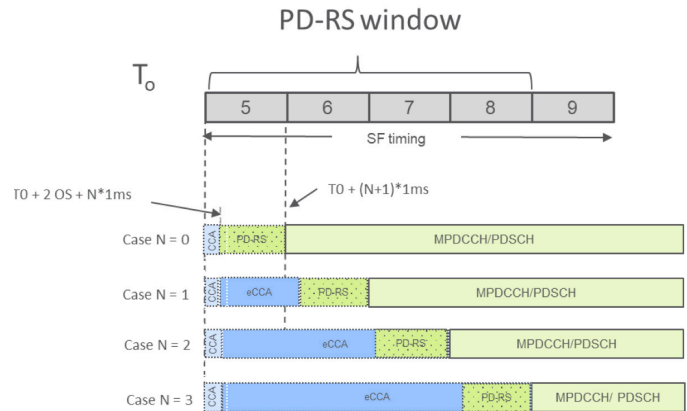 PD-RS window
To
5 6 7 8 9
SF timing
T0 + 2 OS + N*1ms
T0 + (N+1)*1ms
Case N = 0 CCA PD-RS MPDCCH/PDSCH
Case N = 1 CCA eCCA PD-RS MPDCCH/PDSCH
Case N = 2 CCA eCCA PD-RS MPDCCH/PDSCH
Case N = 3 CCA eCCA PD-RS MPDCCH/ PDSCH